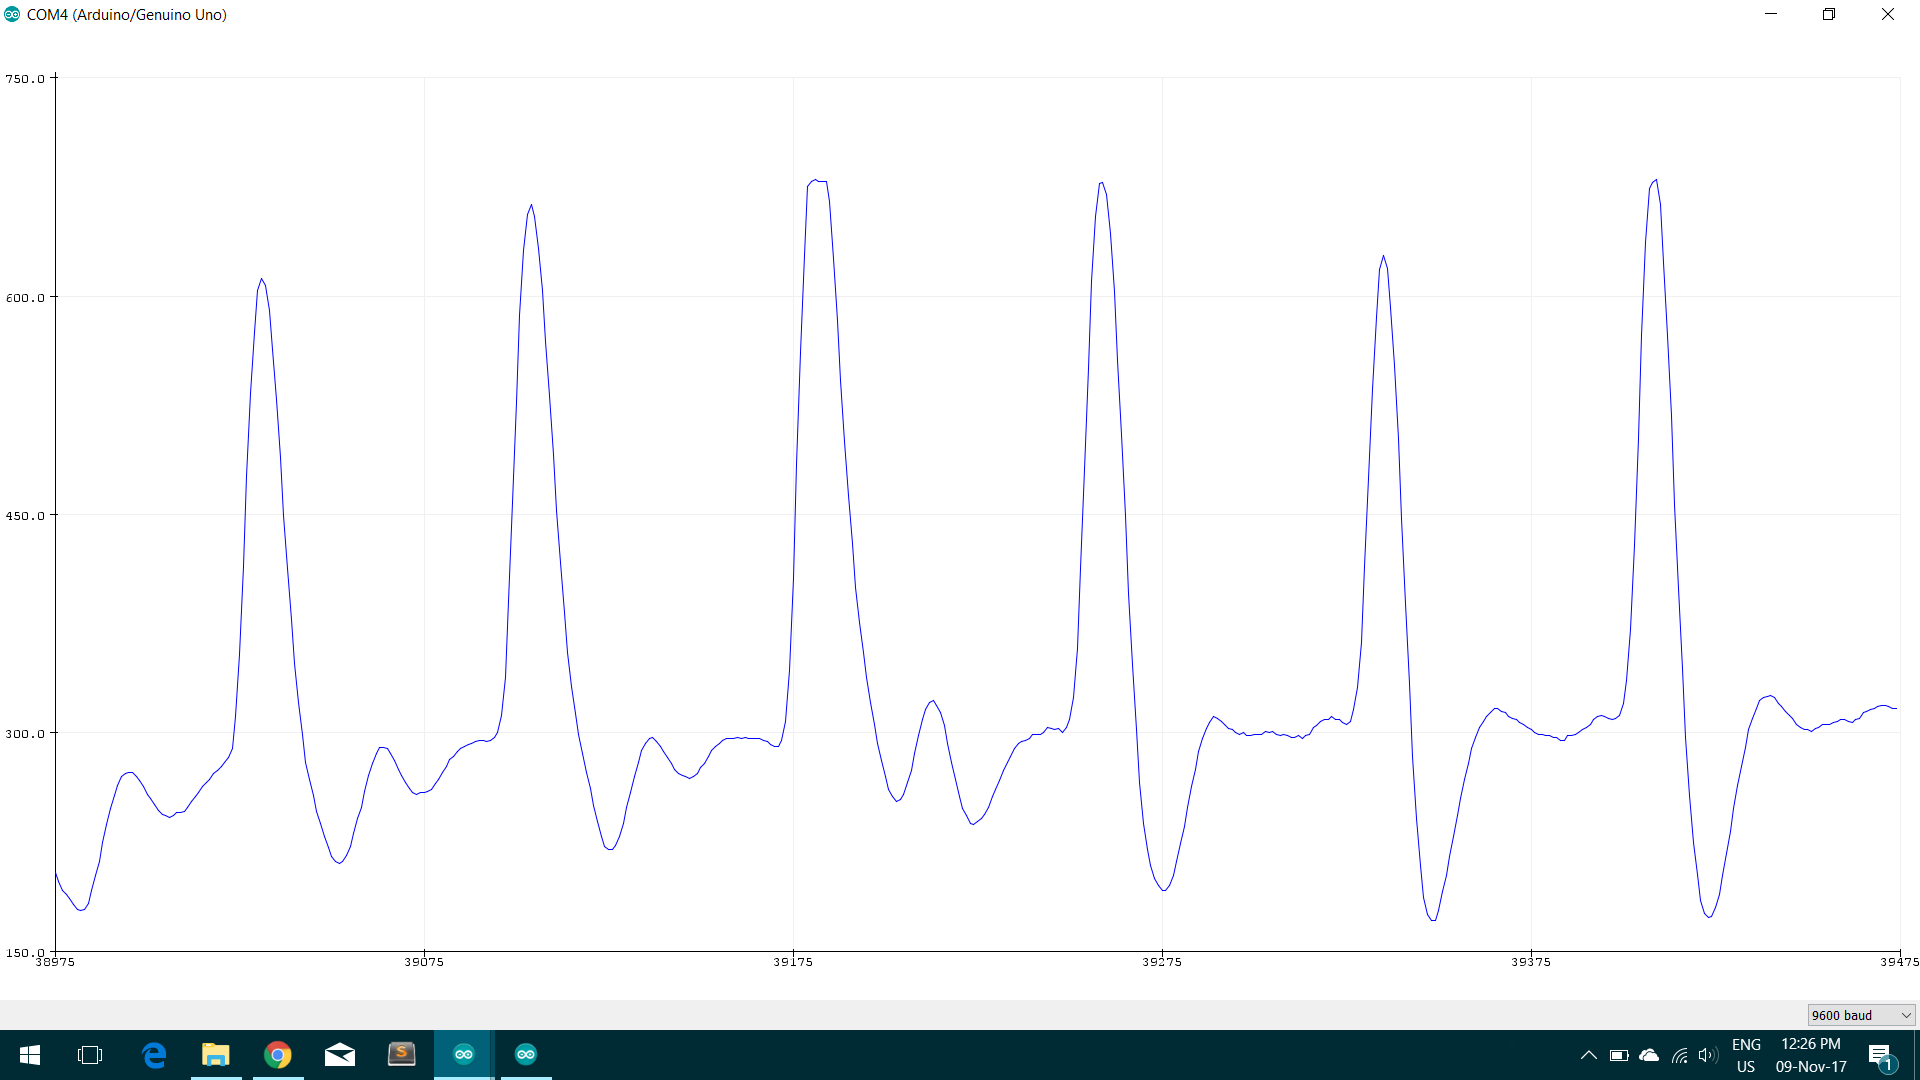 COM4 (Arduino/Genuino Uno)
750.0
600.0
450.0
300.0
150.0
38975 39075 39175 39275 39375 39475
9600 baud
ENG
US
12:26 PM
09-Nov-17
1
S
e